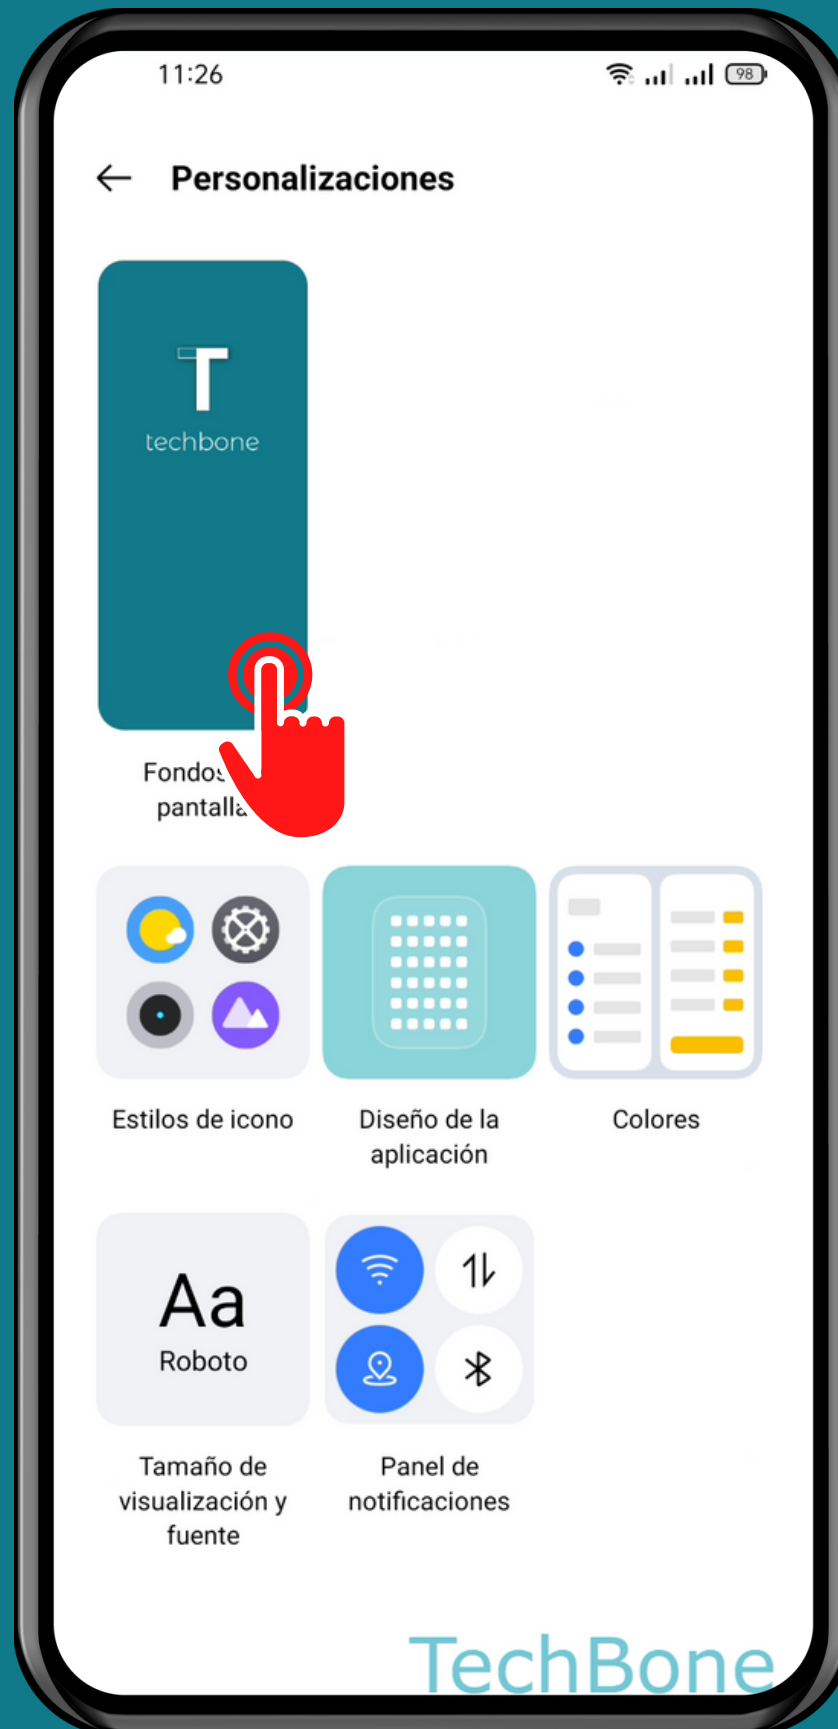 11:26
98
Personalizaciones
T
techbone
pantalla
Estilos de icono
Diseño de la
aplicación
Colores
Aa
Roboto
Tamaño de
visualización y
fuente
Panel de
notificaciones
TechBone